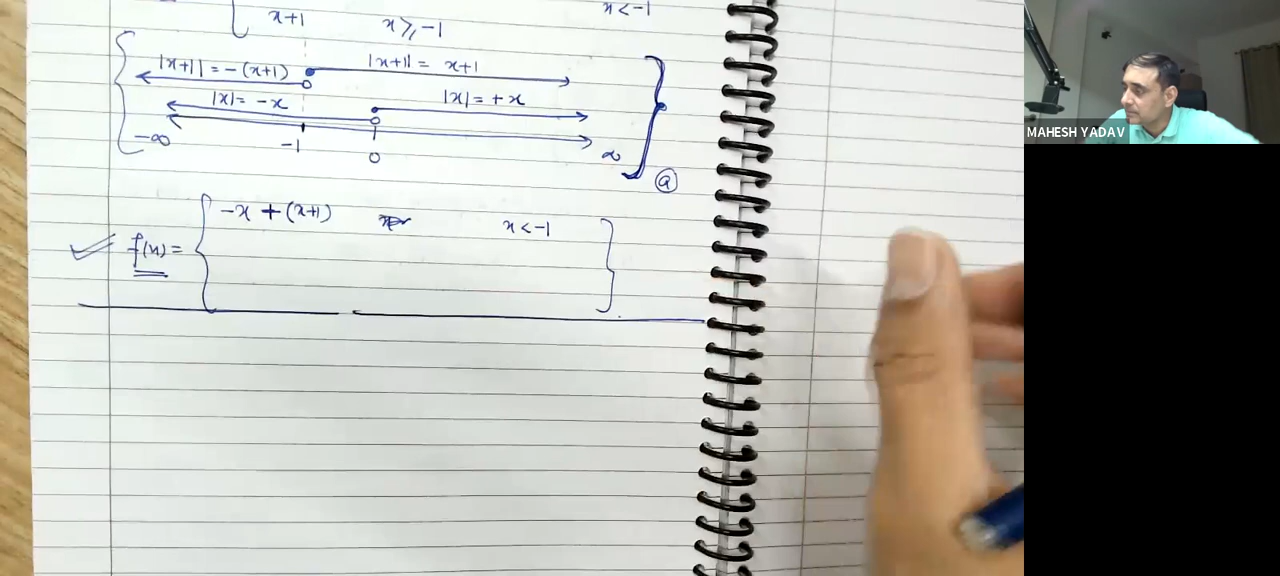 x+1 x ≥ -1 x < -1
|x+1| = -(x+1) |x+1| = x+1
|x| = -x |x| = +x
-∞ -1 0 ∞
ⓐ
MAHESH YADAV
-x + (x+1) x < -1
f(x) =